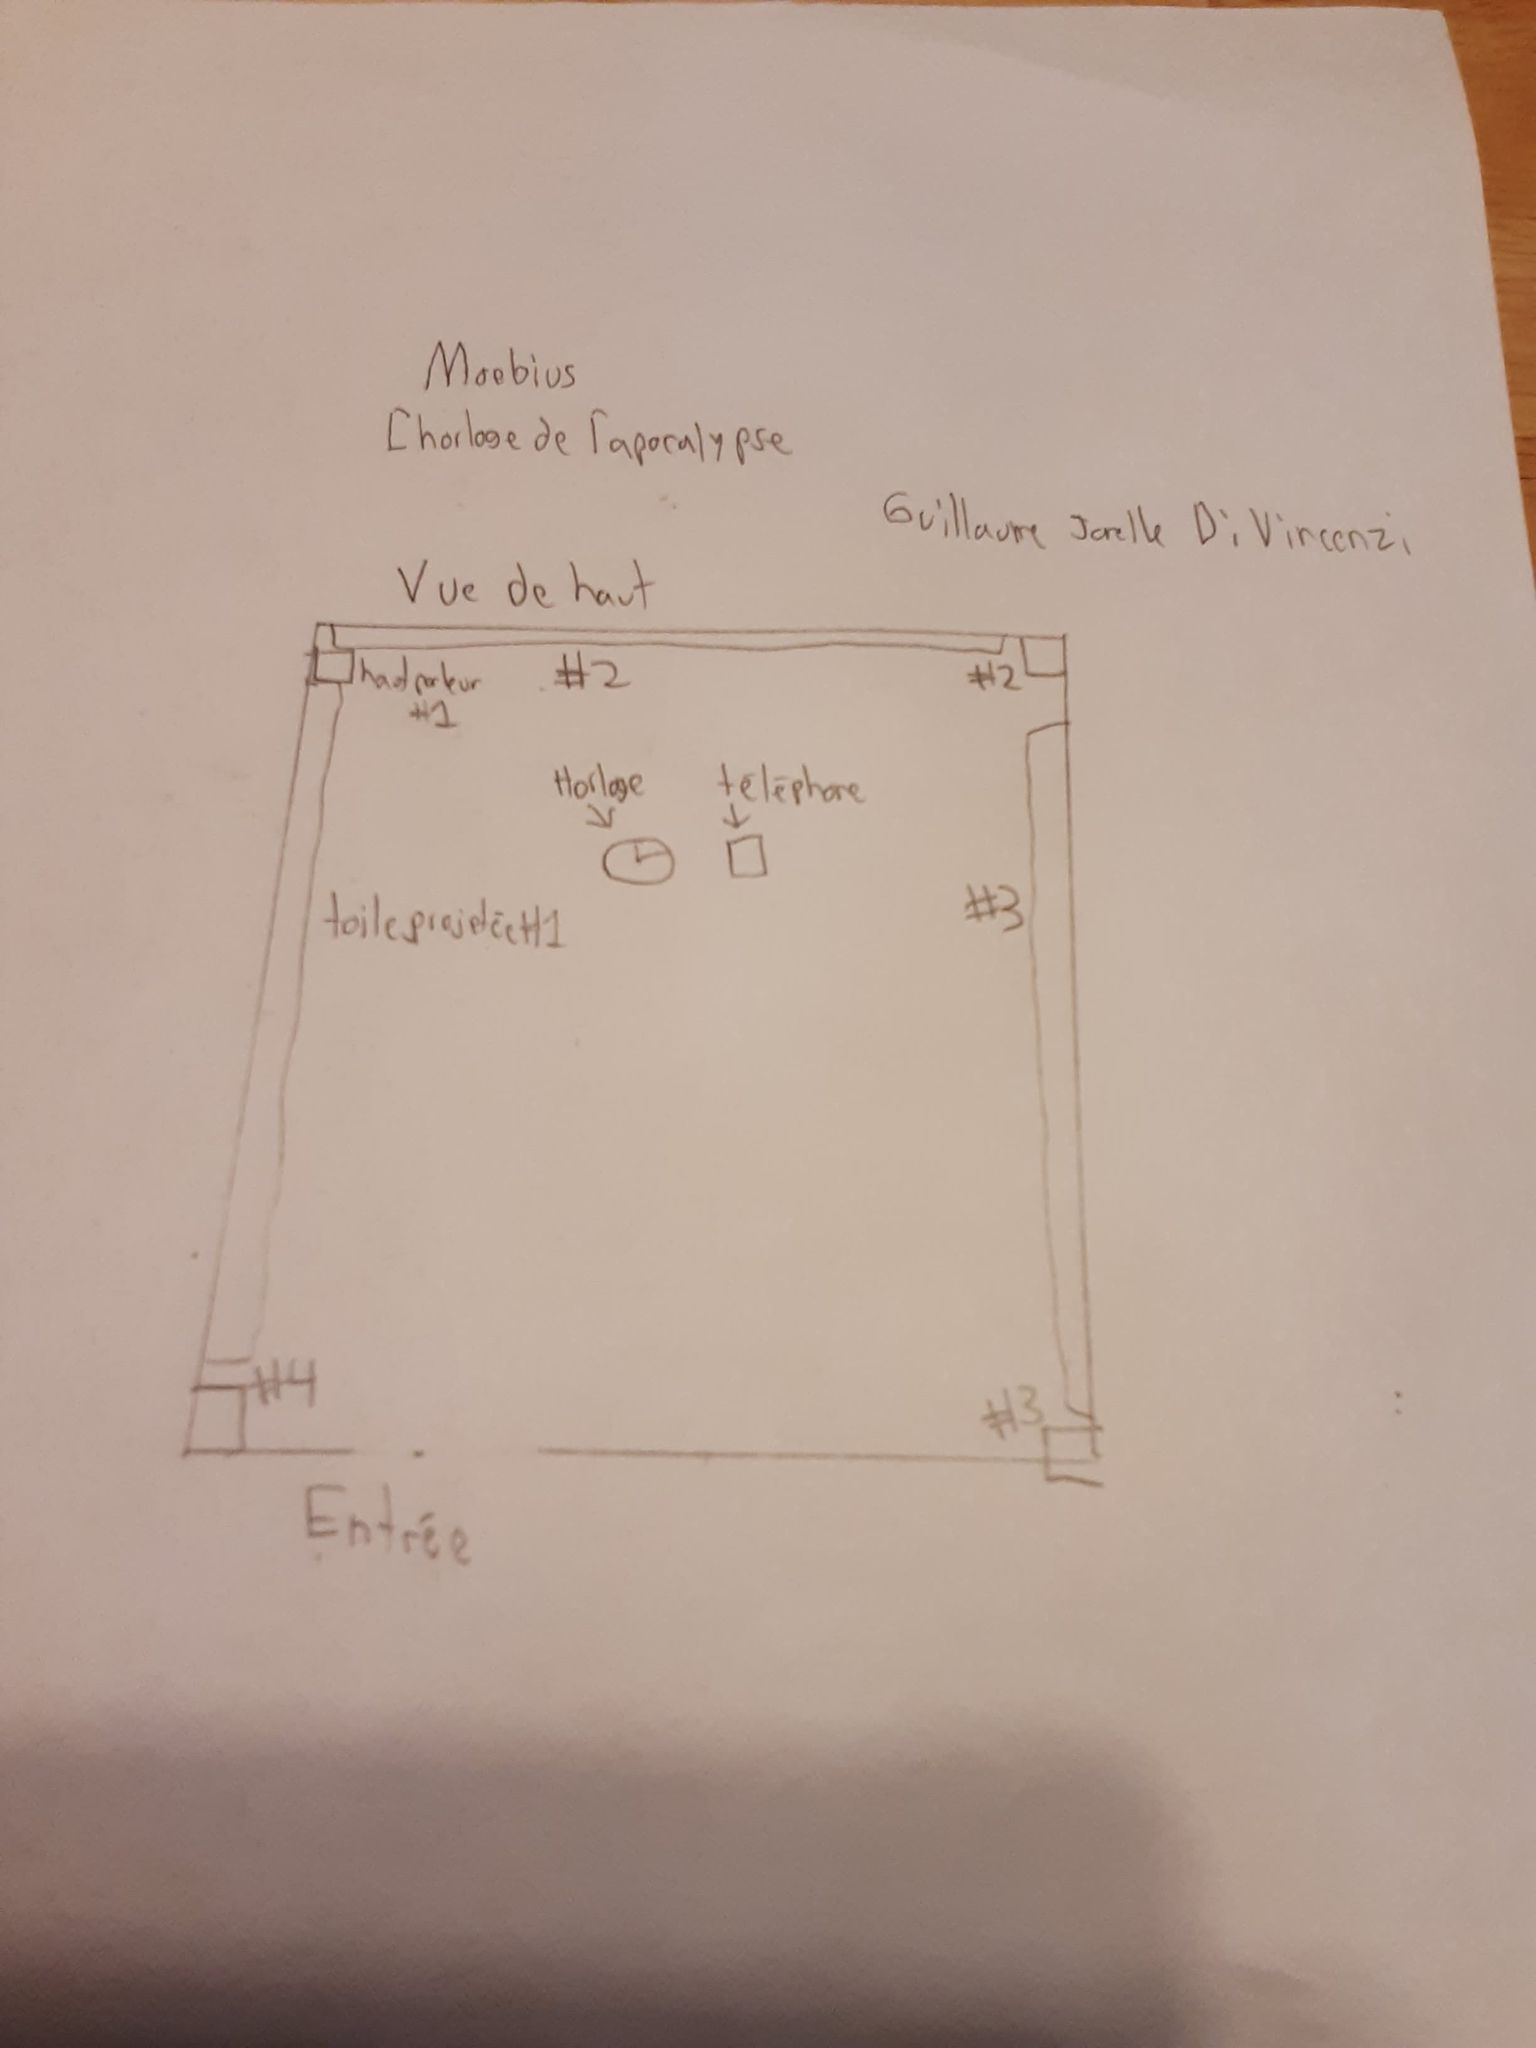 Moebius
L'horloge de l'apocalypse
Guillaume Jarelle Di Vincenzi
Vue de haut
haut parleur
#1
#2
#2
Horloge
téléphone
toile projetée #1
#3
#4
#3
Entrée